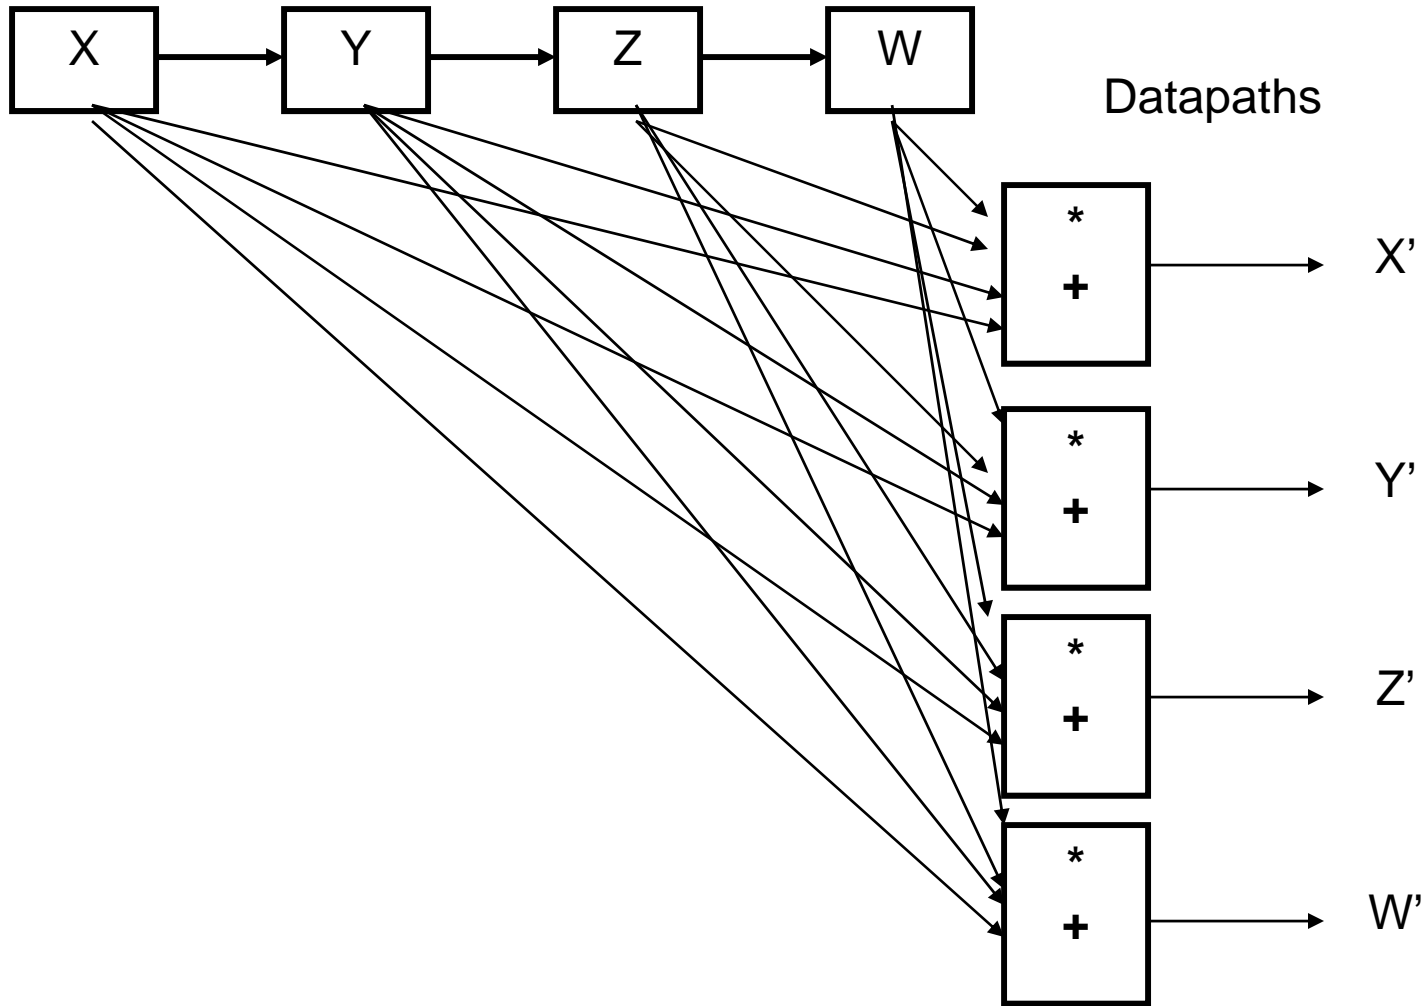 X Y Z W
Datapaths
*
+
X’
*
+
Y’
*
+
Z’
*
+
W’